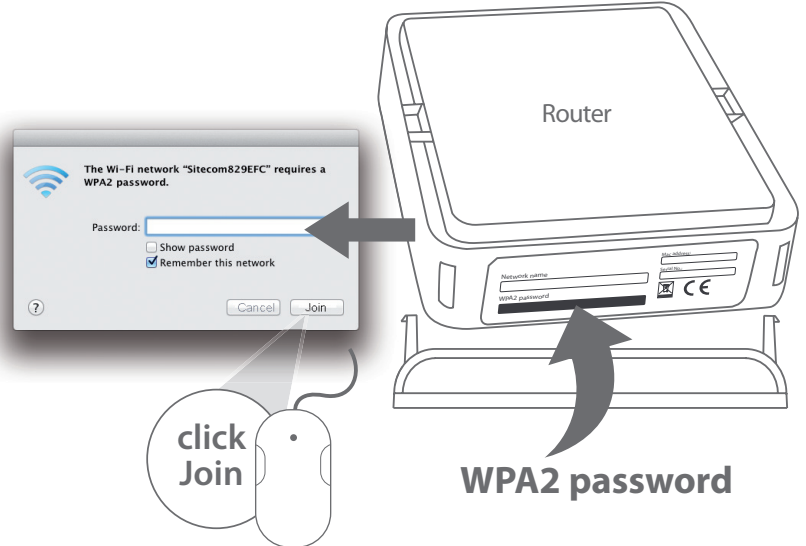 Router
The Wi-Fi network “Sitecom829EFC” requires a
WPA2 password.
Password:
Show password
Remember this network
?
Cancel
Join
Network name
WPA2 password
Mac address
Serial No.
CE
click
Join
WPA2 password